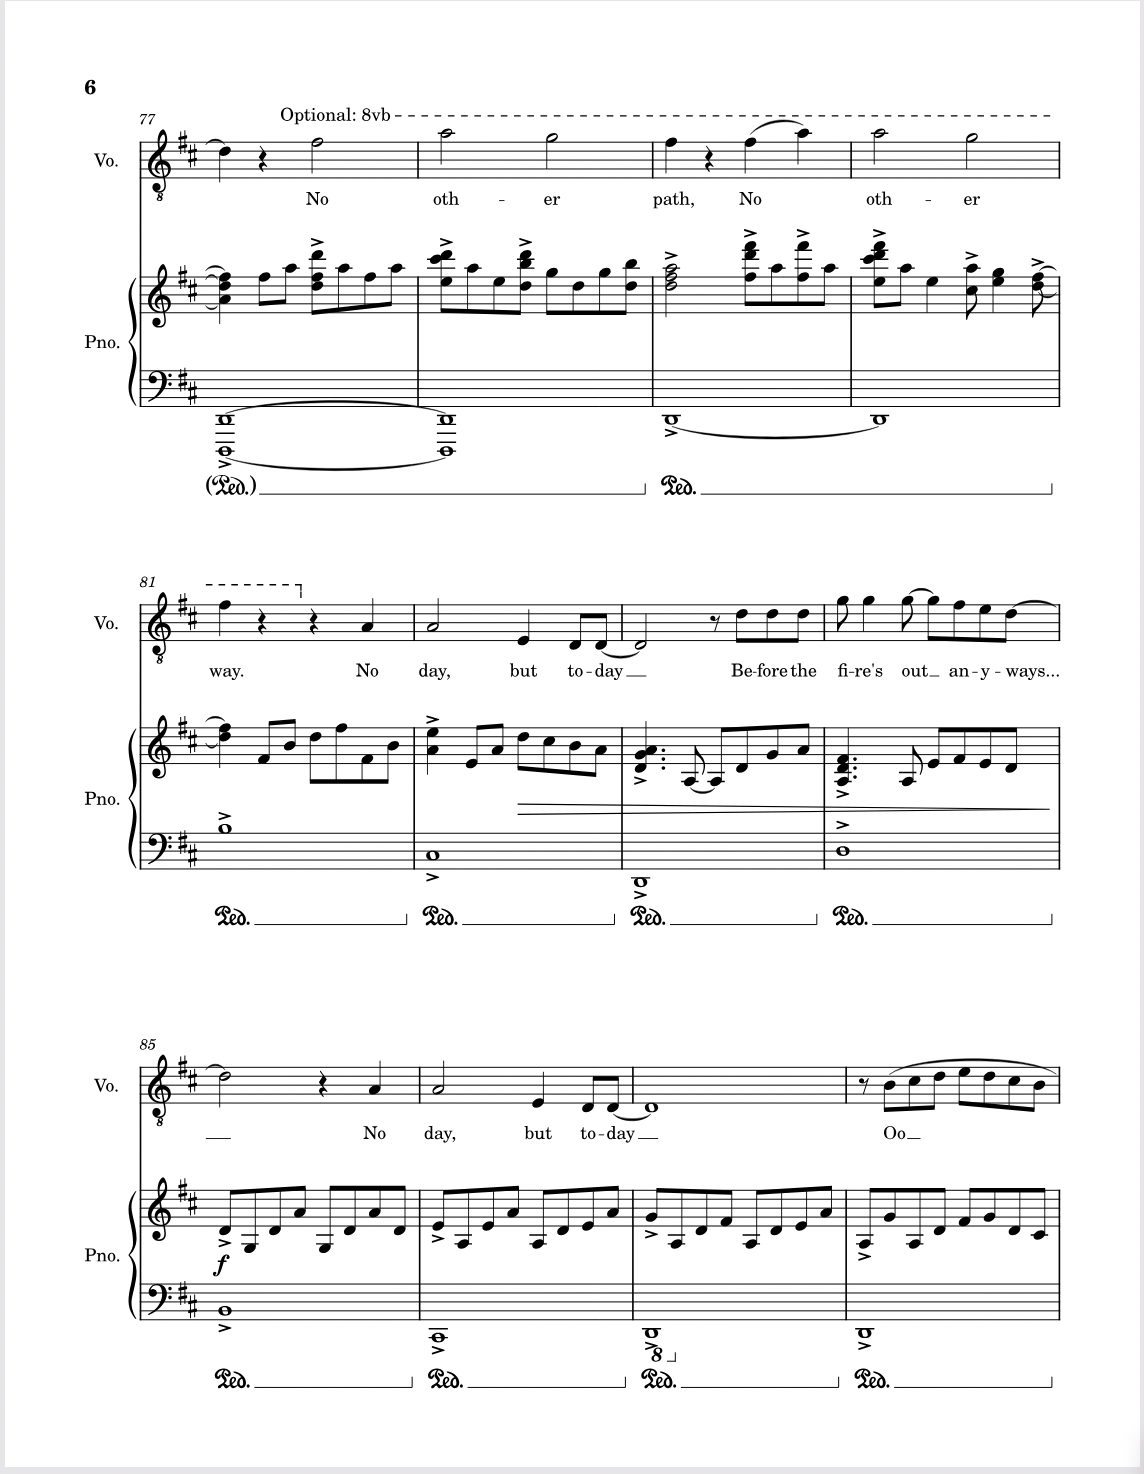 6
77
Optional: 8vb
Vo.
No oth - er path, No oth - er
Pno.
(Ped.) Ped.
81
Vo.
way. No day, but to - day Be - fore the fi - re's out an - y - ways...
Pno.
Ped. Ped. Ped. Ped.
85
Vo.
No day, but to - day Oo
Pno.
f
8
Ped. Ped. Ped. Ped.